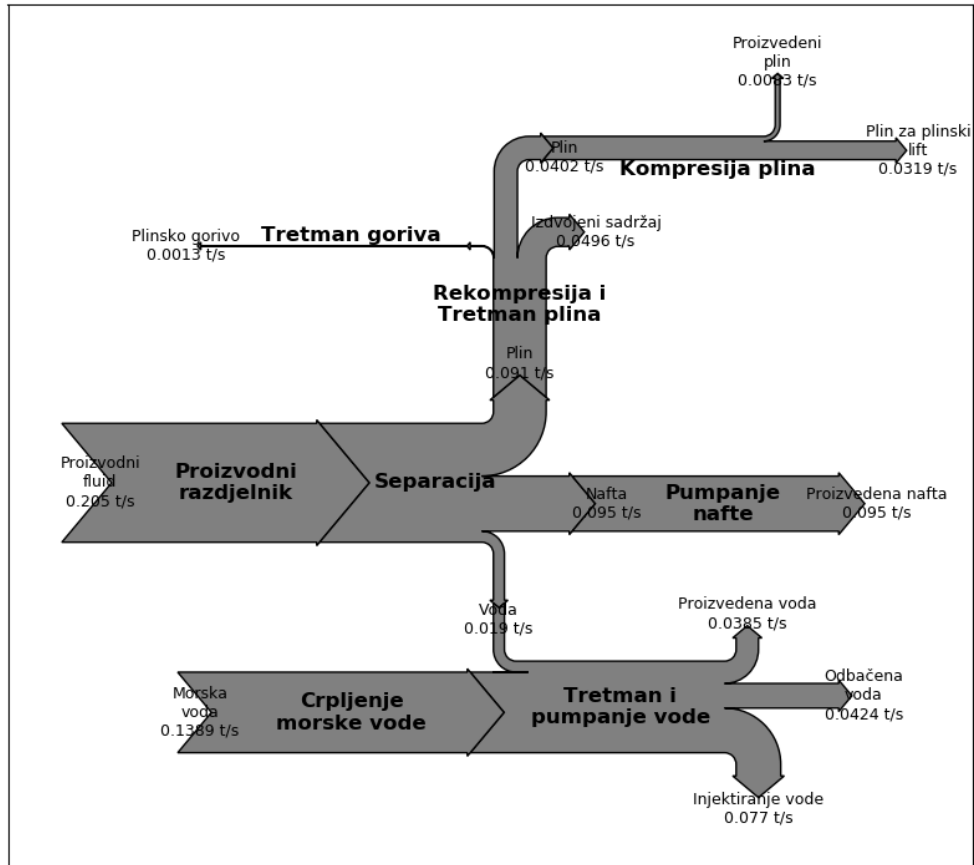 Proizvedeni
plin
0.0083 t/s
Plin
0.0402 t/s
Kompresija plina
Plin za plinski
lift
0.0319 t/s
Plinsko gorivo
0.0013 t/s
Tretman goriva
Izdvojeni sadržaj
0.0496 t/s
Rekompresija i
Tretman plina
Plin
0.091 t/s
Proizvodni
fluid
0.205 t/s
Proizvodni
razdjelnik
Separacija
Nafta
0.095 t/s
Pumpanje
nafte
Proizvedena nafta
0.095 t/s
Voda
0.019 t/s
Proizvedena voda
0.0385 t/s
Morska
voda
0.1389 t/s
Crpljenje
morske vode
Tretman i
pumpanje vode
Odbačena
voda
0.0424 t/s
Injektiranje vode
0.077 t/s